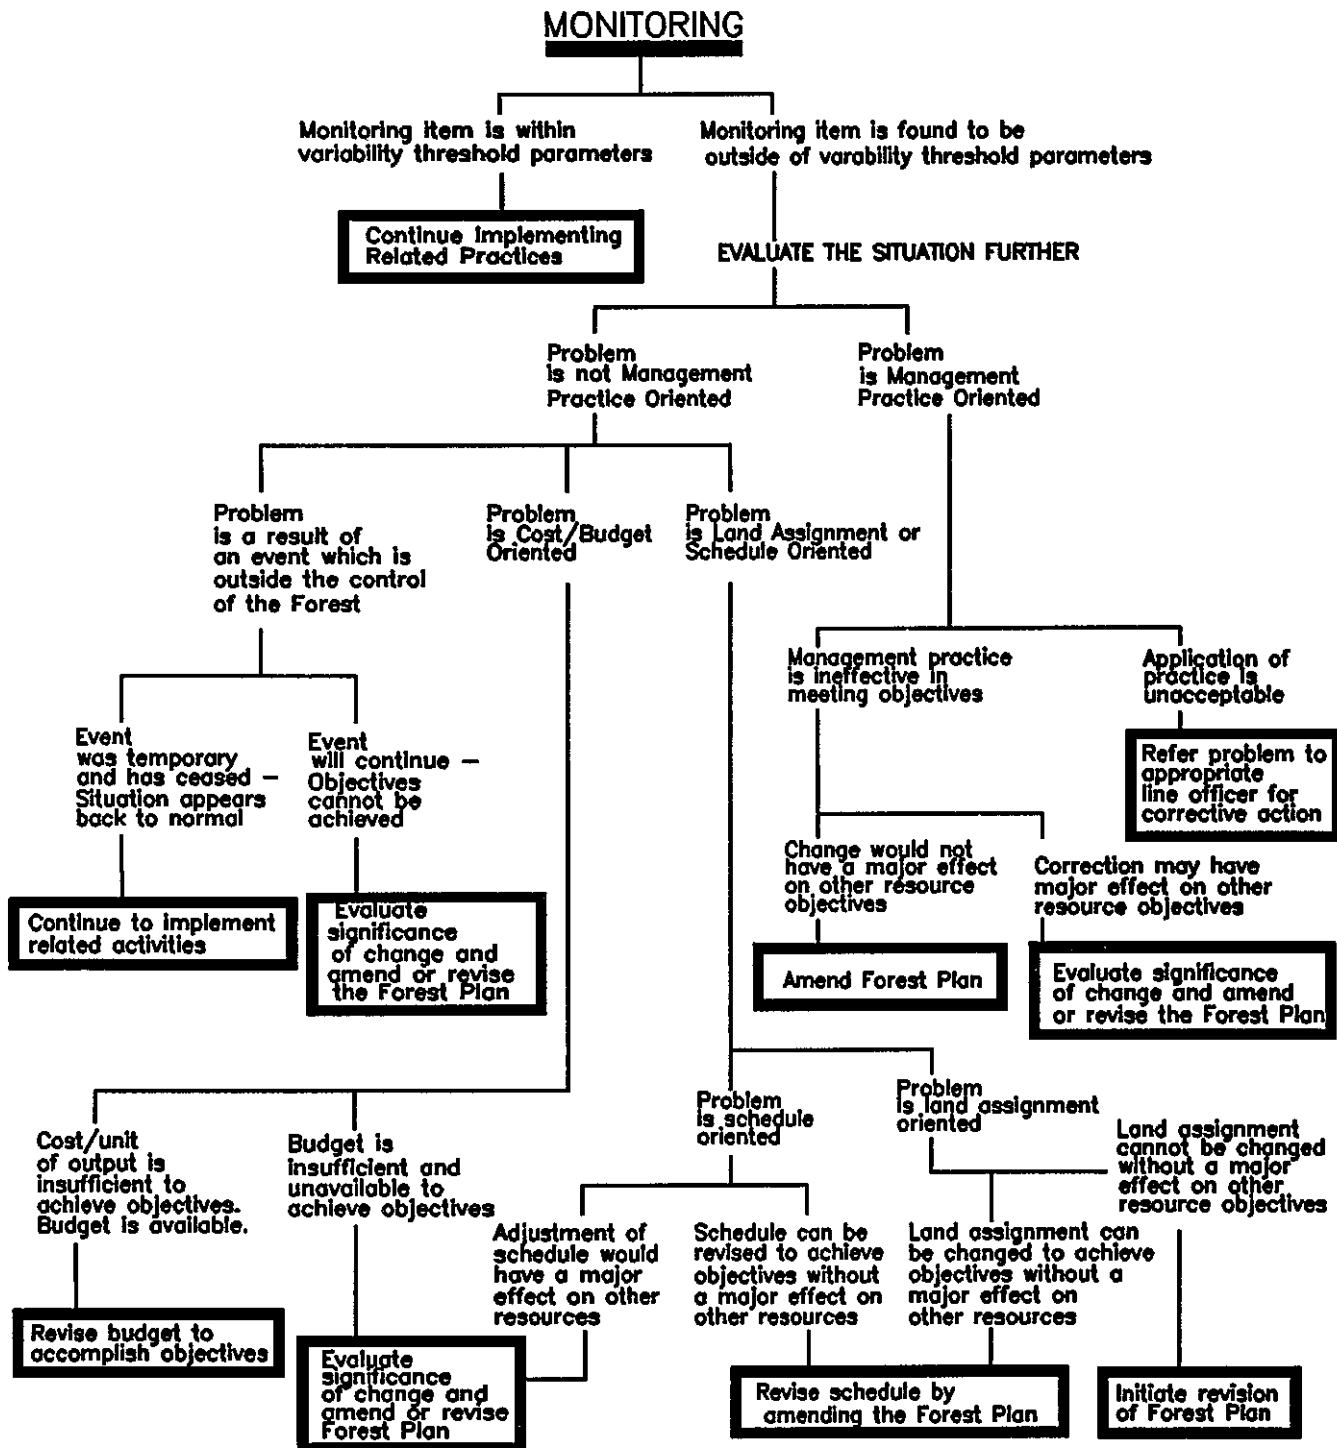 MONITORING
Monitoring item is within
variability threshold parameters
Monitoring item is found to be
outside of varability threshold parameters
Continue Implementing
Related Practices
EVALUATE THE SITUATION FURTHER
Problem
is not Management
Practice Oriented
Problem
is Management
Practice Oriented
Problem
is a result of
an event which is
outside the control
of the Forest
Problem
is Cost/Budget
Oriented
Problem
is Land Assignment or
Schedule Oriented
Management practice
is ineffective in
meeting objectives
Application of
practice is
unacceptable
Event
was temporary
and has ceased –
Situation appears
back to normal
Event
will continue –
Objectives
cannot be
achieved
Refer problem to
appropriate
line officer for
corrective action
Change would not
have a major effect
on other resource
objectives
Correction may have
major effect on other
resource objectives
Continue to implement
related activities
Evaluate
significance
of change and
amend or revise
the Forest Plan
Amend Forest Plan
Evaluate significance
of change and amend
or revise the Forest Plan
Problem
is schedule
oriented
Problem
is land assignment
oriented
Land assignment
cannot be changed
without a major
effect on other
resource objectives
Cost/unit
of output is
insufficient to
achieve objectives.
Budget is available.
Budget is
insufficient and
unavailable to
achieve objectives
Adjustment of
schedule would
have a major
effect on other
resources
Schedule can be
revised to achieve
objectives without
a major effect on
other resources
Land assignment can
be changed to achieve
objectives without a
major effect on
other resources
Revise budget to
accomplish objectives
Evaluate
significance
of change and
amend or revise
Forest Plan
Revise schedule by
amending the Forest Plan
Initiate revision
of Forest Plan